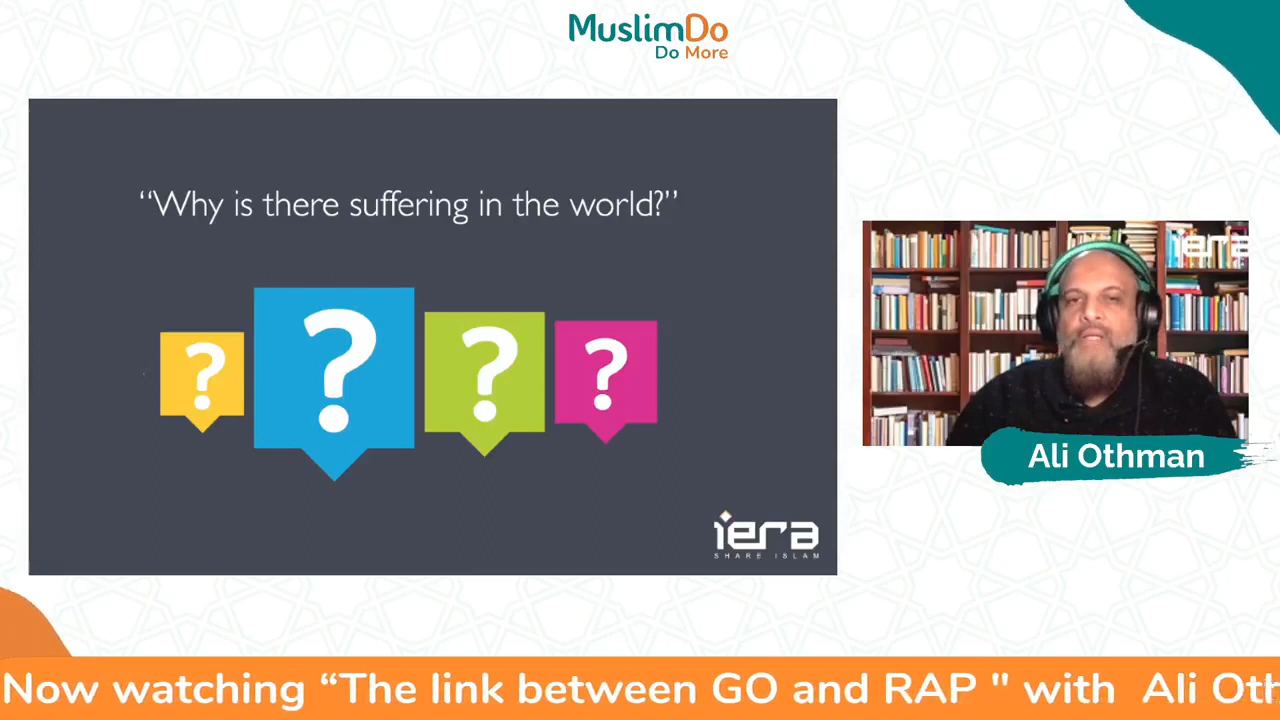 MuslimDo
Do More
“Why is there suffering in the world?”
? ? ? ?
iera
SHARE ISLAM
Ali Othman
Now watching “The link between GO and RAP " with Ali Oth